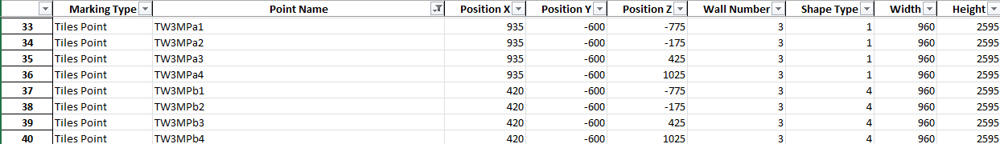 Marking Type Point Name Position X Position Y Position Z Wall Number Shape Type Width Height
33 Tiles Point TW3MPa1 935 -600 -775 3 1 960 2595
34 Tiles Point TW3MPa2 935 -600 -175 3 1 960 2595
35 Tiles Point TW3MPa3 935 -600 425 3 1 960 2595
36 Tiles Point TW3MPa4 935 -600 1025 3 1 960 2595
37 Tiles Point TW3MPb1 420 -600 -775 3 4 960 2595
38 Tiles Point TW3MPb2 420 -600 -175 3 4 960 2595
39 Tiles Point TW3MPb3 420 -600 425 3 4 960 2595
40 Tiles Point TW3MPb4 420 -600 1025 3 4 960 2595